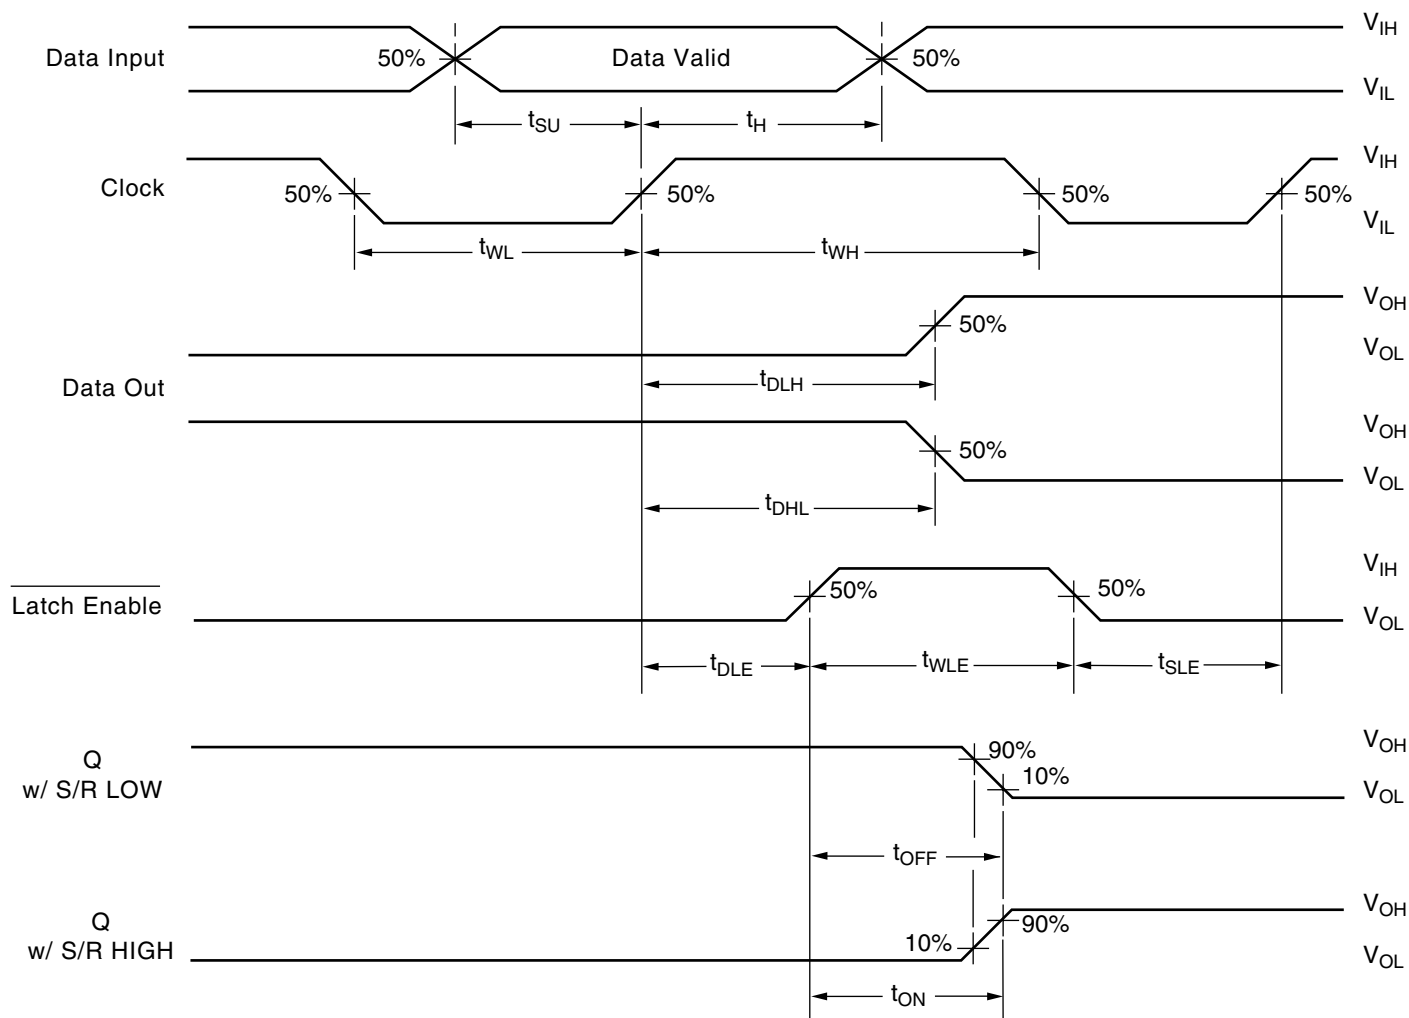 V_IH
Data Input 50% Data Valid 50%
V_IL
t_SU t_H
V_IH
Clock 50% 50% 50% 50%
V_IL
t_WL t_WH
V_OH
50%
V_OL
t_DLH
Data Out
V_OH
50%
V_OL
t_DHL
V_IH
Latch Enable 50% 50%
V_OL
t_DLE t_WLE t_SLE
V_OH
Q 90%
w/ S/R LOW 10%
V_OL
t_OFF
V_OH
Q 90%
w/ S/R HIGH 10%
V_OL
t_ON